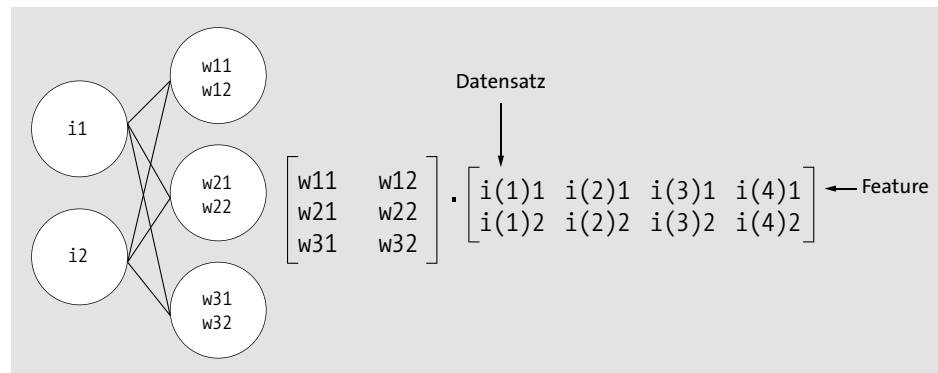 i1
i2
w11
w12
w21
w22
w31
w32
w11 w12
w21 w22
w31 w32
·
Datensatz
i(1)1 i(2)1 i(3)1 i(4)1
i(1)2 i(2)2 i(3)2 i(4)2
Feature